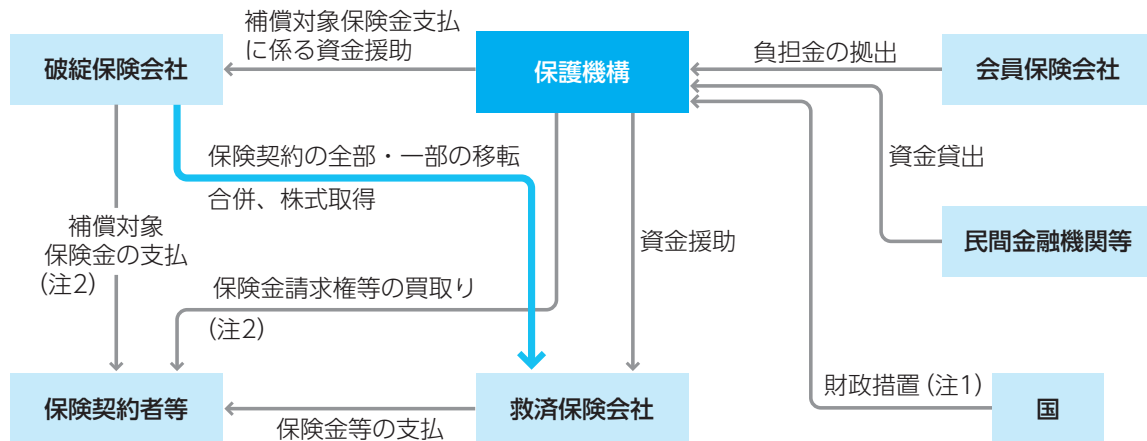 補償対象保険金支払
に係る資金援助
破綻保険会社
保護機構
負担金の拠出
会員保険会社
保険契約の全部・一部の移転
合併、株式取得
資金貸出
補償対象
保険金の支払
(注2)
資金援助
民間金融機関等
保険金請求権等の買取り
(注2)
財政措置(注1)
保険契約者等
保険金等の支払
救済保険会社
国